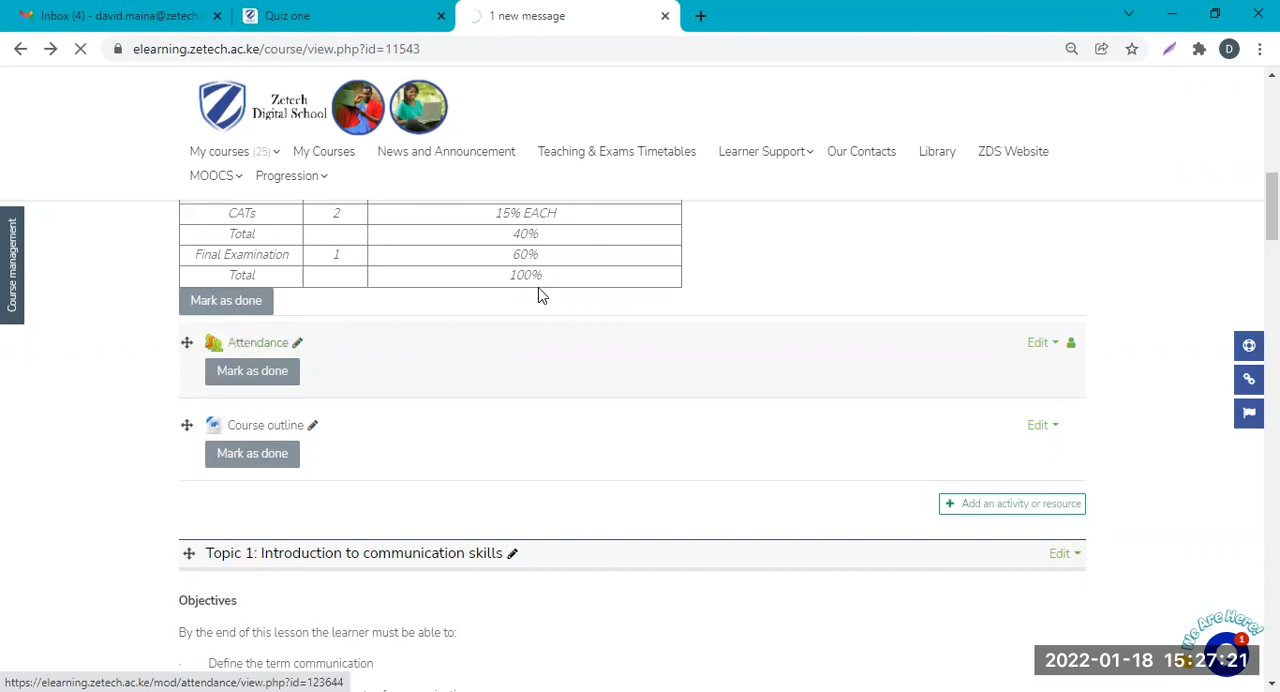 Inbox (4) - david.maina@zetech.
Quiz one
1 new message
elearning.zetech.ac.ke/course/view.php?id=11543
D
Zetech
Digital School
My courses (25) My Courses News and Announcement Teaching & Exams Timetables Learner Support Our Contacts Library ZDS Website
MOOCS Progression
Course management
CATs 2 15% EACH
Total 40%
Final Examination 1 60%
Total 100%
Mark as done
Attendance Edit
Mark as done
Course outline Edit
Mark as done
+ Add an activity or resource
Topic 1: Introduction to communication skills Edit
Objectives
By the end of this lesson the learner must be able to:
· Define the term communication
We Are Here!
1
2022-01-18 15:27:21
https://elearning.zetech.ac.ke/mod/attendance/view.php?id=123644